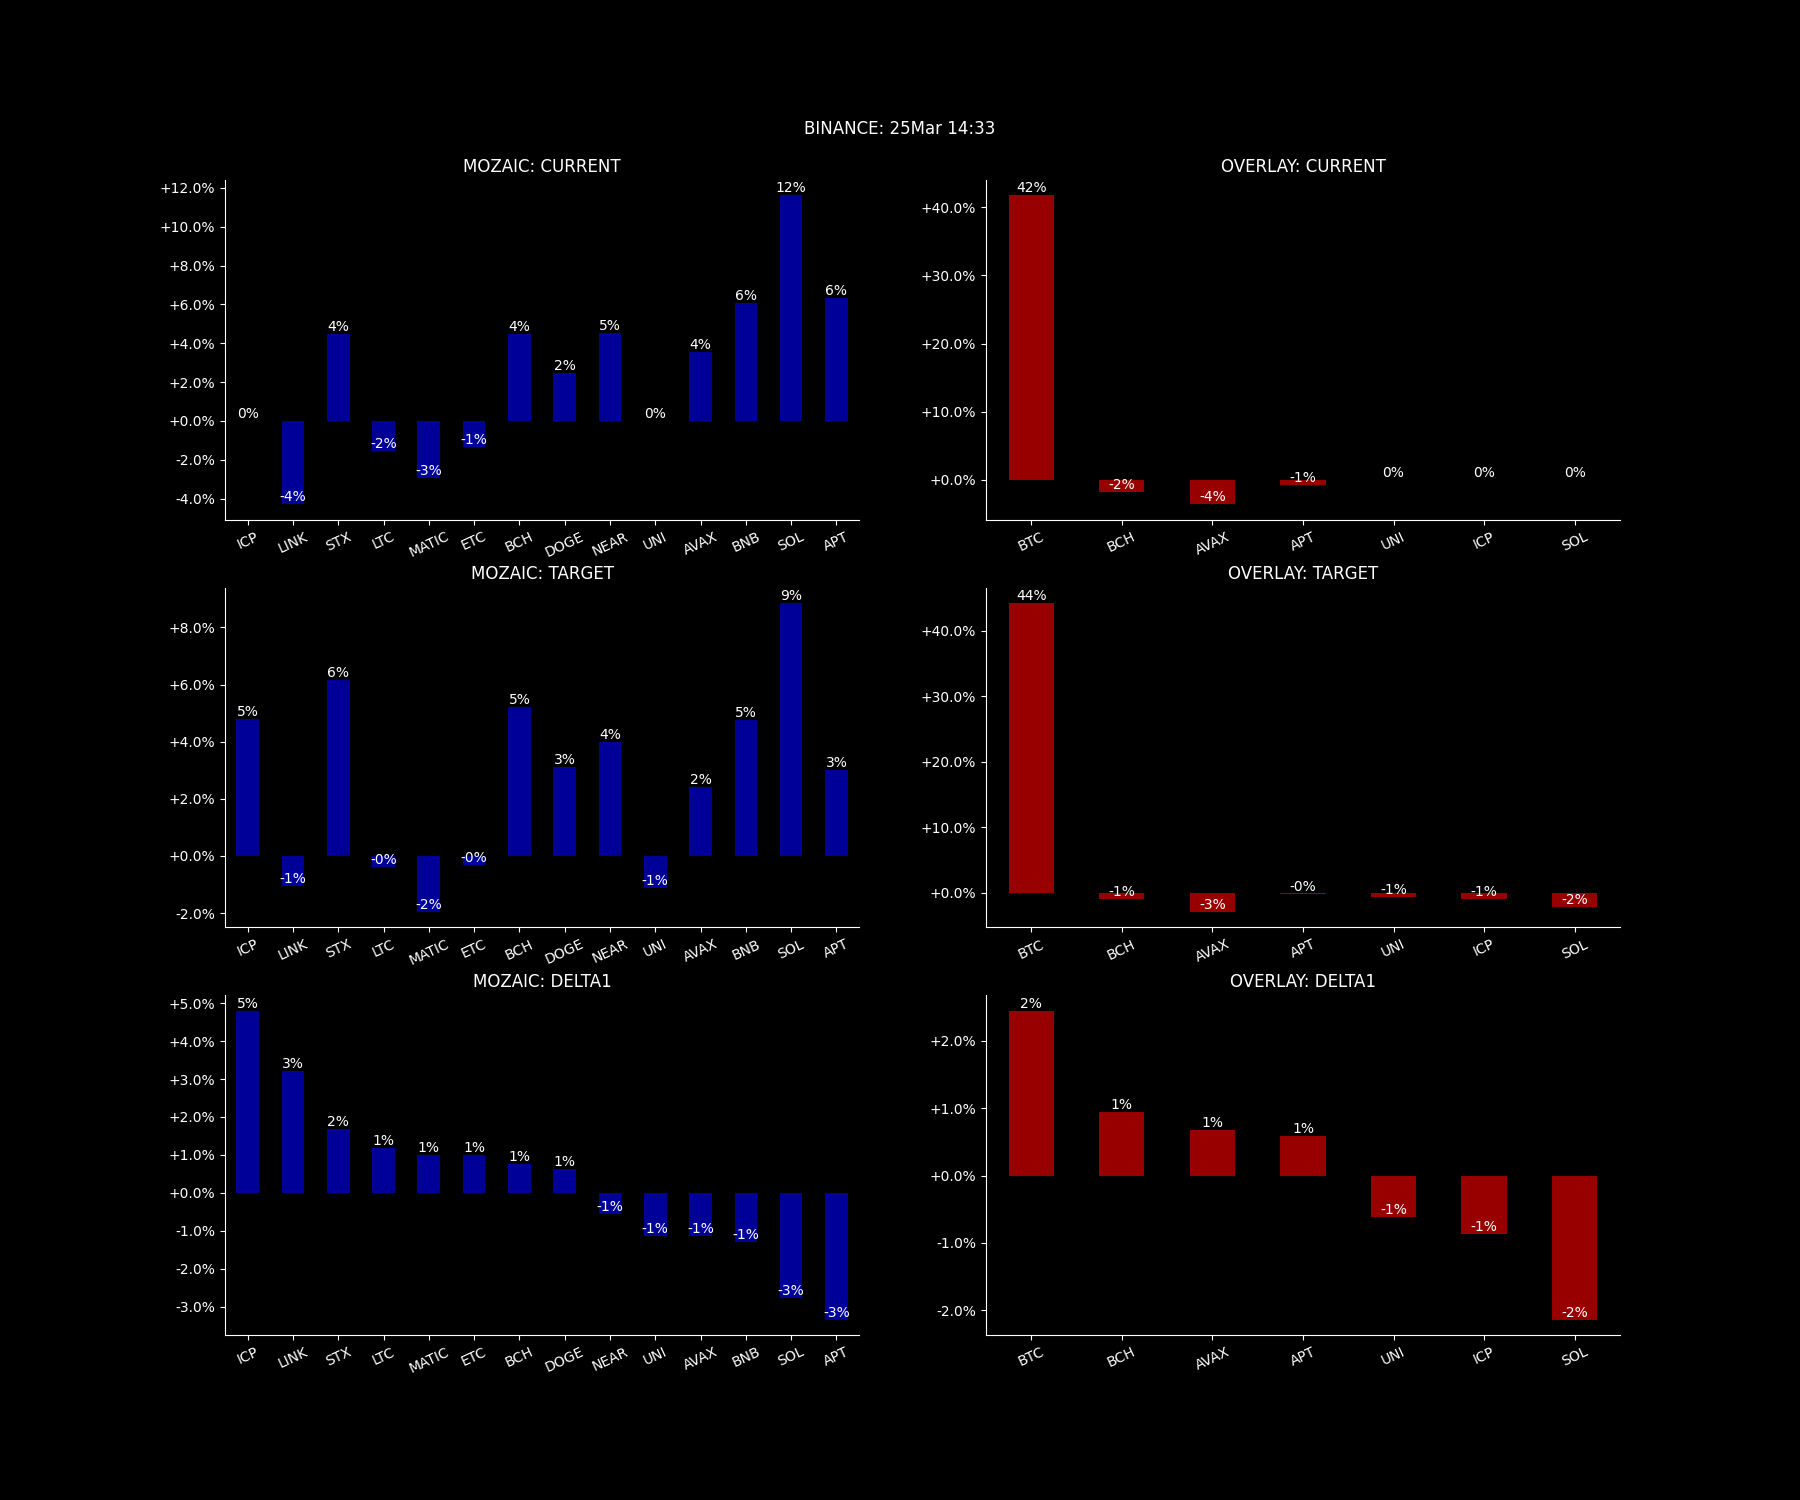 BINANCE: 25Mar 14:33
MOZAIC: CURRENT
+12.0%
+10.0%
+8.0%
+6.0%
+4.0%
+2.0%
+0.0%
-2.0%
-4.0%
0% -4% 4% -2% -3% -1% 4% 2% 5% 0% 4% 6% 12% 6%
ICP LINK STX LTC MATIC ETC BCH DOGE NEAR UNI AVAX BNB SOL APT
OVERLAY: CURRENT
+40.0%
+30.0%
+20.0%
+10.0%
+0.0%
42% -2% -4% -1% 0% 0% 0%
BTC BCH AVAX APT UNI ICP SOL
MOZAIC: TARGET
+8.0%
+6.0%
+4.0%
+2.0%
+0.0%
-2.0%
5% -1% 6% -0% -2% -0% 5% 3% 4% -1% 2% 5% 9% 3%
ICP LINK STX LTC MATIC ETC BCH DOGE NEAR UNI AVAX BNB SOL APT
OVERLAY: TARGET
+40.0%
+30.0%
+20.0%
+10.0%
+0.0%
44% -1% -3% -0% -1% -1% -2%
BTC BCH AVAX APT UNI ICP SOL
MOZAIC: DELTA1
+5.0%
+4.0%
+3.0%
+2.0%
+1.0%
+0.0%
-1.0%
-2.0%
-3.0%
5% 3% 2% 1% 1% 1% 1% 1% -1% -1% -1% -1% -3% -3%
ICP LINK STX LTC MATIC ETC BCH DOGE NEAR UNI AVAX BNB SOL APT
OVERLAY: DELTA1
+2.0%
+1.0%
+0.0%
-1.0%
-2.0%
2% 1% 1% 1% -1% -1% -2%
BTC BCH AVAX APT UNI ICP SOL